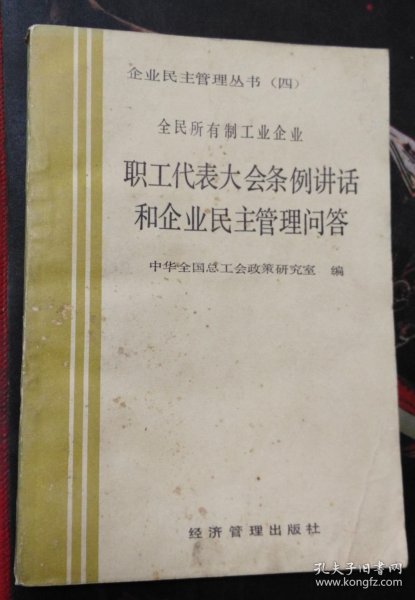 企业民主管理丛书（四）
全民所有制工业企业
职工代表大会条例讲话
和企业民主管理问答
中华全国总工会政策研究室 编
经济管理出版社
孔夫子旧书网
www.kongfz.com